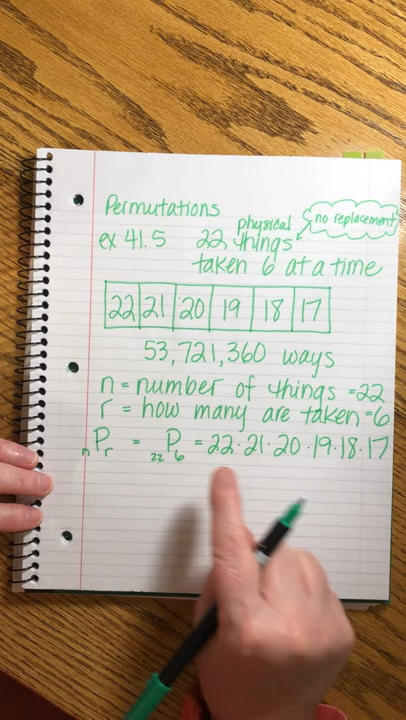 Permutations
ex 41.5 22 physical things
no replacement
taken 6 at a time
22 21 20 19 18 17
53,721,360 ways
n = number of things = 22
r = how many are taken = 6
nPr = 22P6 = 22·21·20·19·18·17